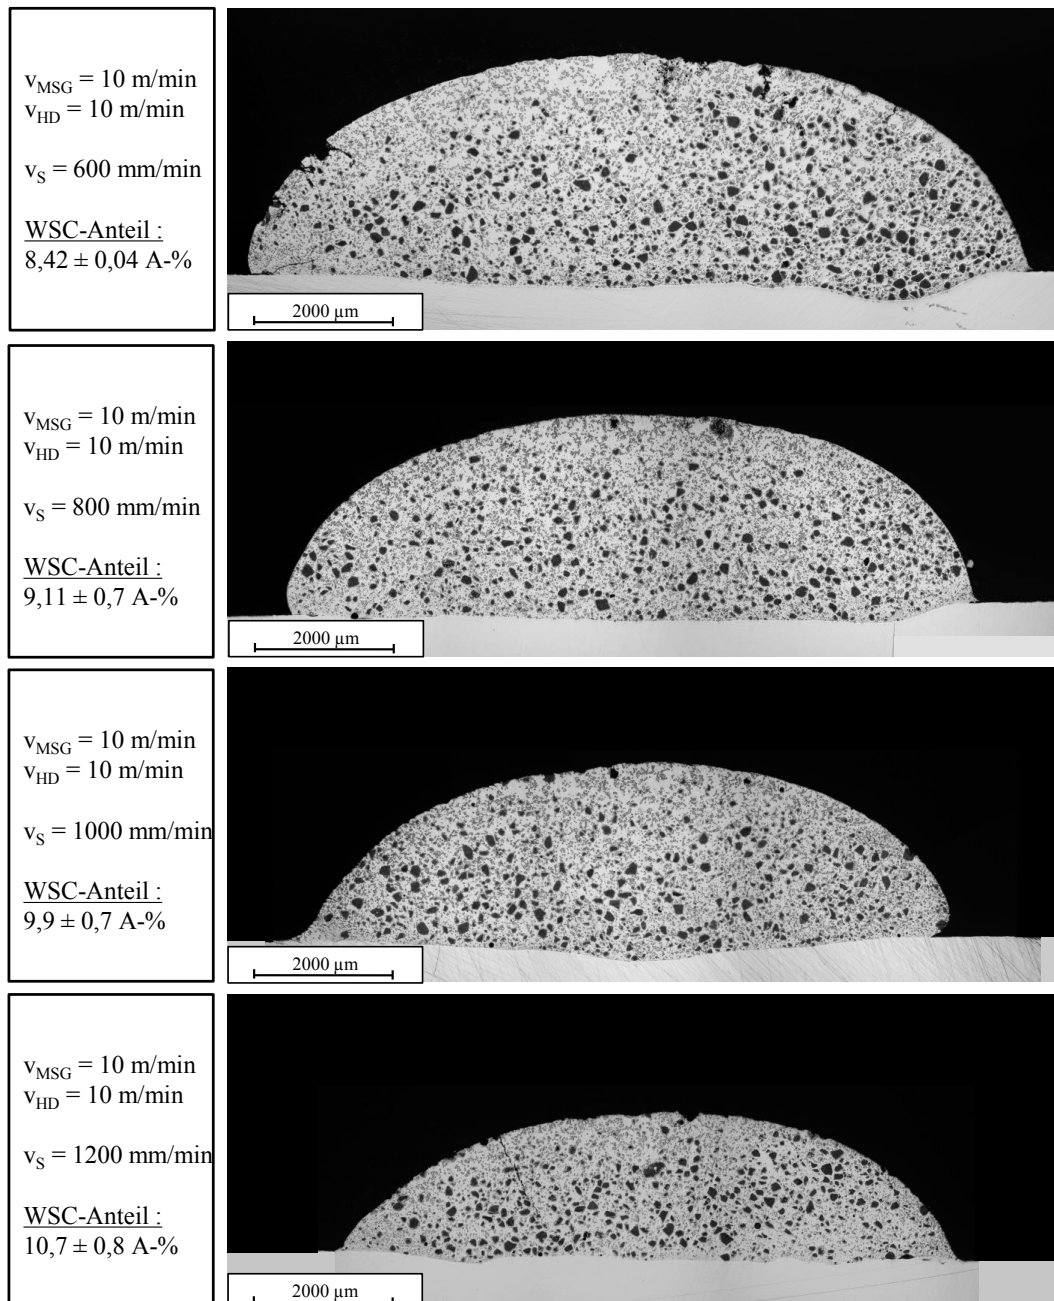 v_MSG = 10 m/min
v_HD = 10 m/min
v_S = 600 mm/min
WSC-Anteil :
8,42 ± 0,04 A-%
2000 µm
v_MSG = 10 m/min
v_HD = 10 m/min
v_S = 800 mm/min
WSC-Anteil :
9,11 ± 0,7 A-%
2000 µm
v_MSG = 10 m/min
v_HD = 10 m/min
v_S = 1000 mm/min
WSC-Anteil :
9,9 ± 0,7 A-%
2000 µm
v_MSG = 10 m/min
v_HD = 10 m/min
v_S = 1200 mm/min
WSC-Anteil :
10,7 ± 0,8 A-%
2000 µm